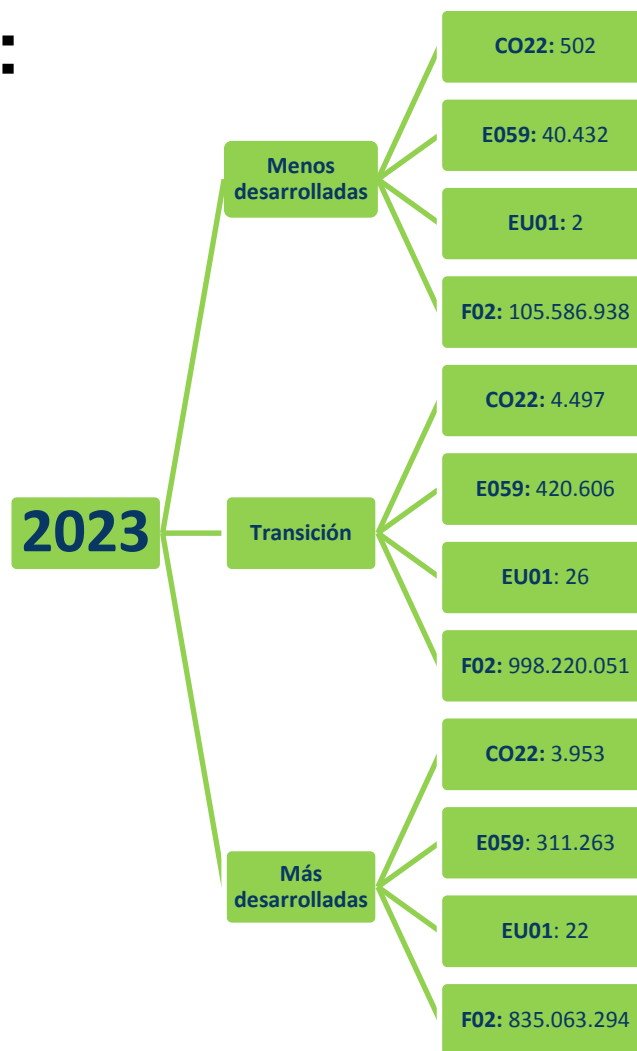 :
2023
Menos
desarrolladas
CO22: 502
E059: 40.432
EU01: 2
F02: 105.586.938
Transición
CO22: 4.497
E059: 420.606
EU01: 26
F02: 998.220.051
Más
desarrolladas
CO22: 3.953
E059: 311.263
EU01: 22
F02: 835.063.294